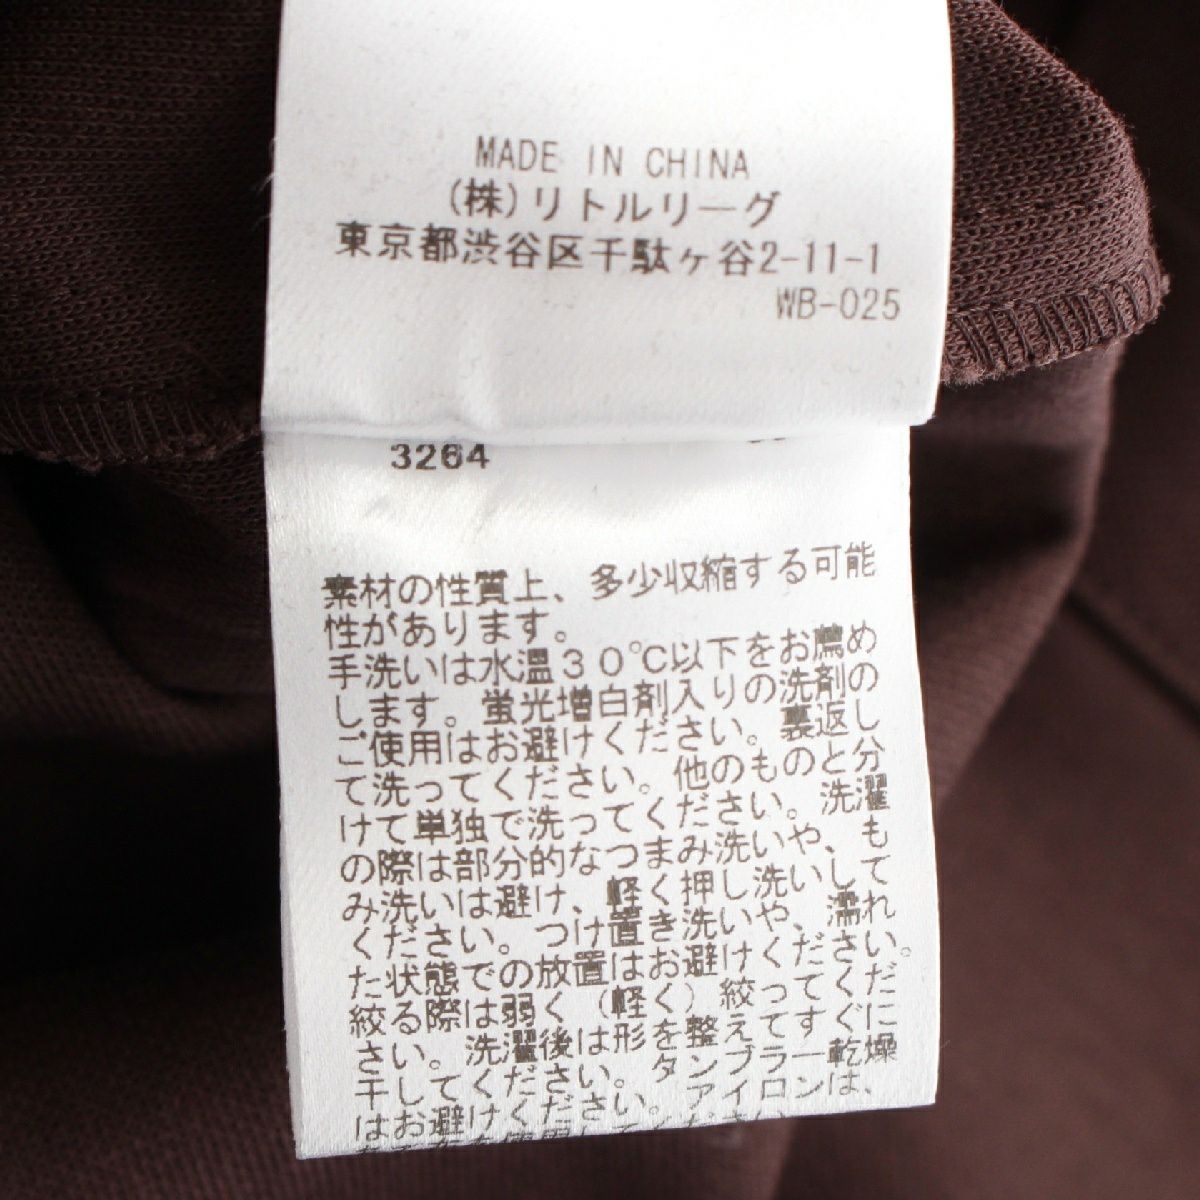 MADE IN CHINA
(株)リトルリーグ
東京都渋谷区千駄ヶ谷2-11-1
WB-025
3264
素材の性質上、多少収縮する可能
性があります。
手洗いは水温30℃以下をお薦め
します。蛍光増白剤入りの洗剤の
ご使用はお避けください。裏返し
て洗ってください。他のものと分
けて単独で洗ってください。洗濯
の際は部分的なつまみ洗いや、も
み洗いは避け、軽く押し洗いして
ください。つけ置き洗いや、濡れ
た状態での放置はお避けください。
絞る際は弱く(軽く)絞ってくだ
さい。洗濯後は形を整えてすぐに
干してください。タンブラー乾燥
はお避けください。アイロンは、